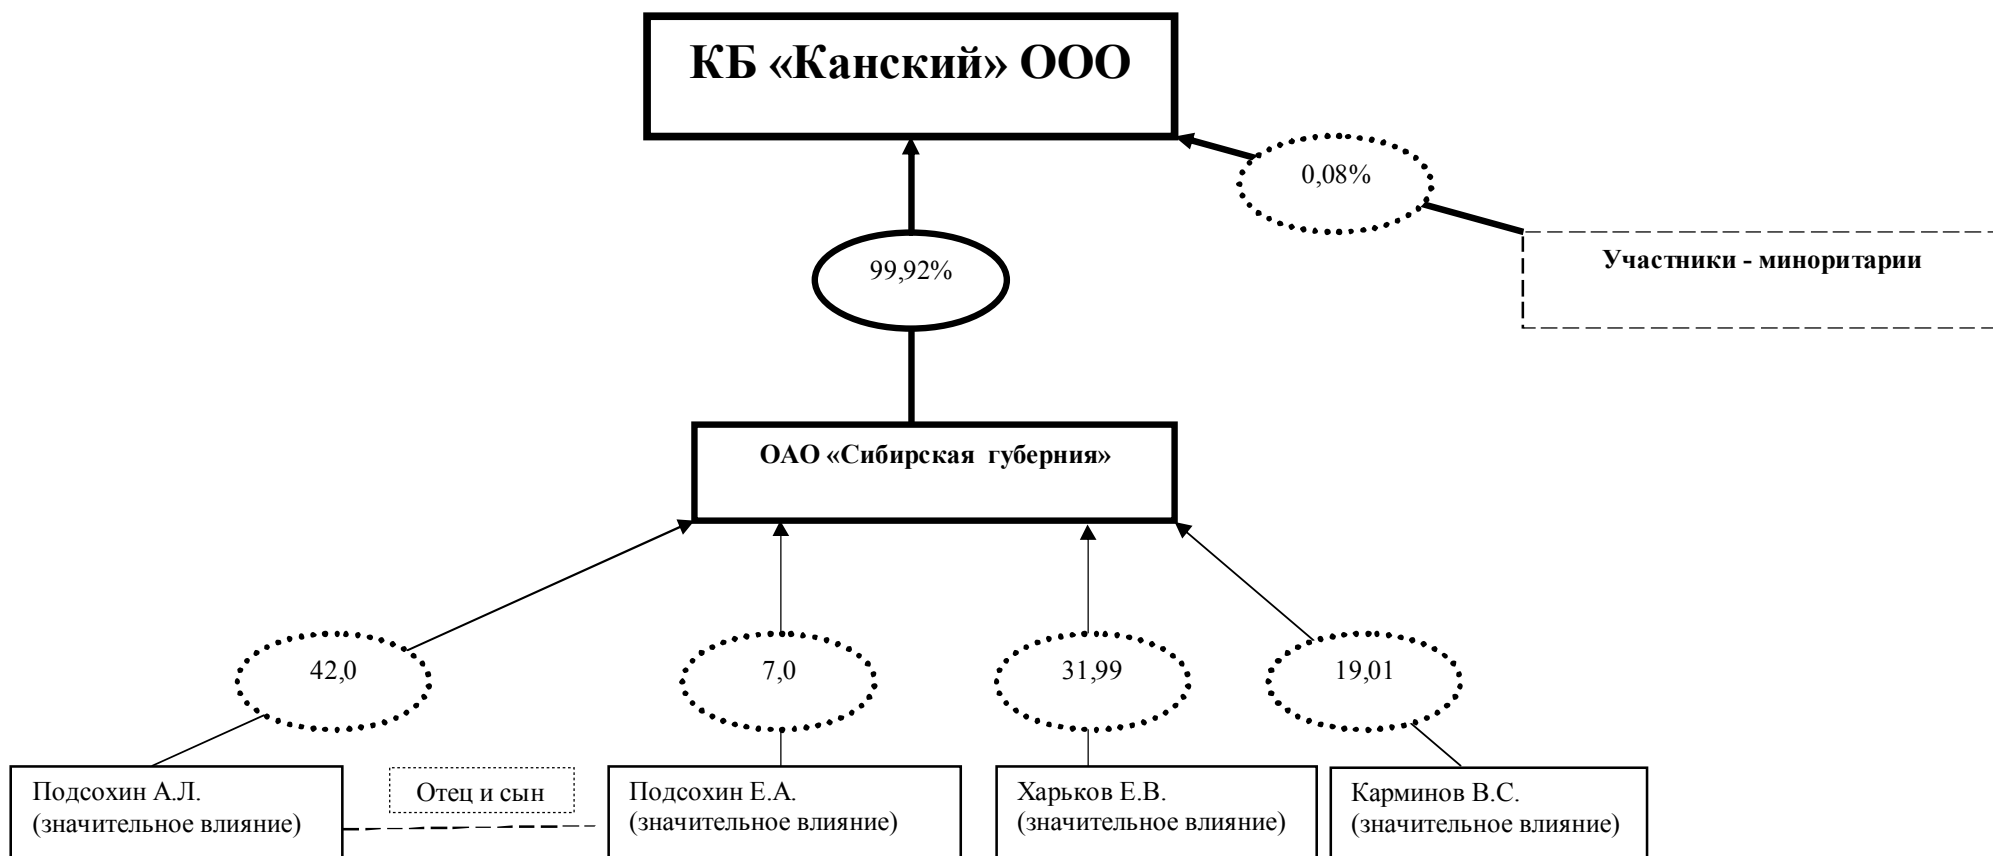 КБ «Канский» ООО
0,08%
Участники - миноритарии
99,92%
ОАО «Сибирская губерния»
42,0
7,0
31,99
19,01
Подсохин А.Л.
(значительное влияние)
Отец и сын
Подсохин Е.А.
(значительное влияние)
Харьков Е.В.
(значительное влияние)
Карминов В.С.
(значительное влияние)